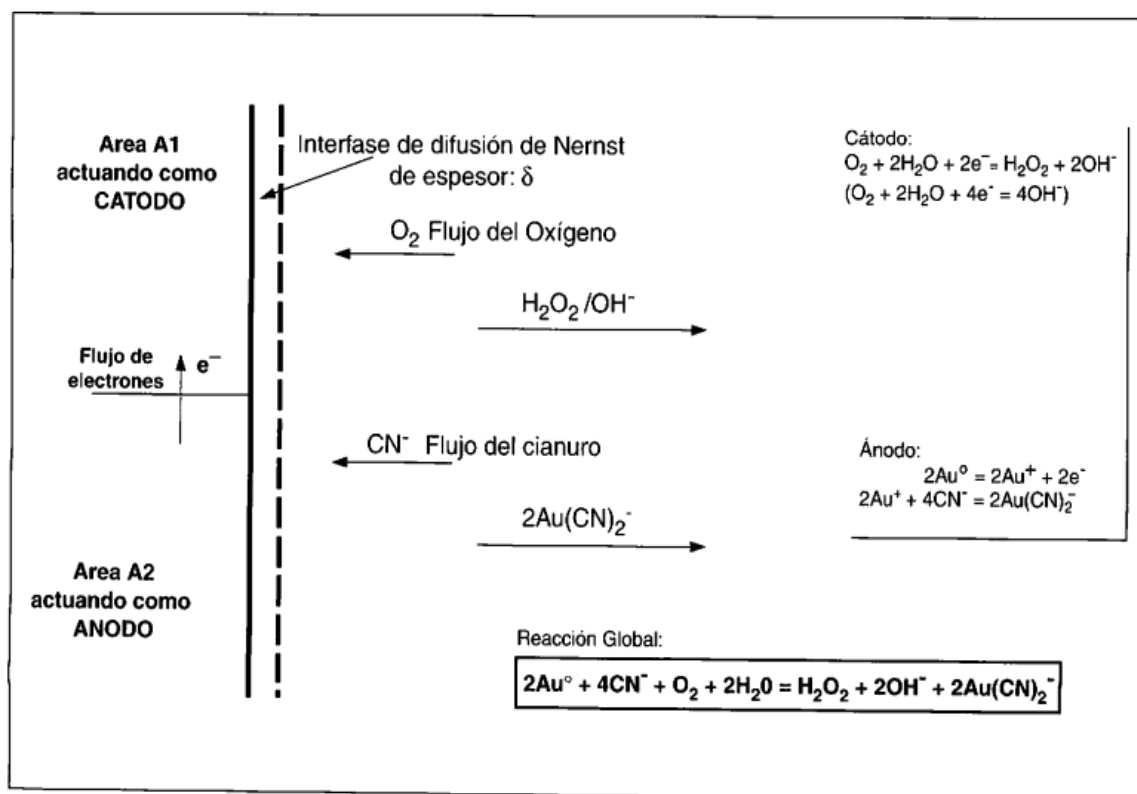 Area A1
actuando como
CATODO
Interfase de difusión de Nernst
de espesor: δ
O₂ Flujo del Oxígeno
H₂O₂ /OH⁻
Flujo de
electrones
e⁻
CN⁻ Flujo del cianuro
2Au(CN)₂⁻
Area A2
actuando como
ANODO
Cátodo:
O₂ + 2H₂O + 2e⁻ = H₂O₂ + 2OH⁻
(O₂ + 2H₂O + 4e⁻ = 4OH⁻)
Ánodo:
2Au⁰ = 2Au⁺ + 2e⁻
2Au⁺ + 4CN⁻ = 2Au(CN)₂⁻
Reacción Global:
2Au° + 4CN⁻ + O₂ + 2H₂0 = H₂O₂ + 2OH⁻ + 2Au(CN)₂⁻